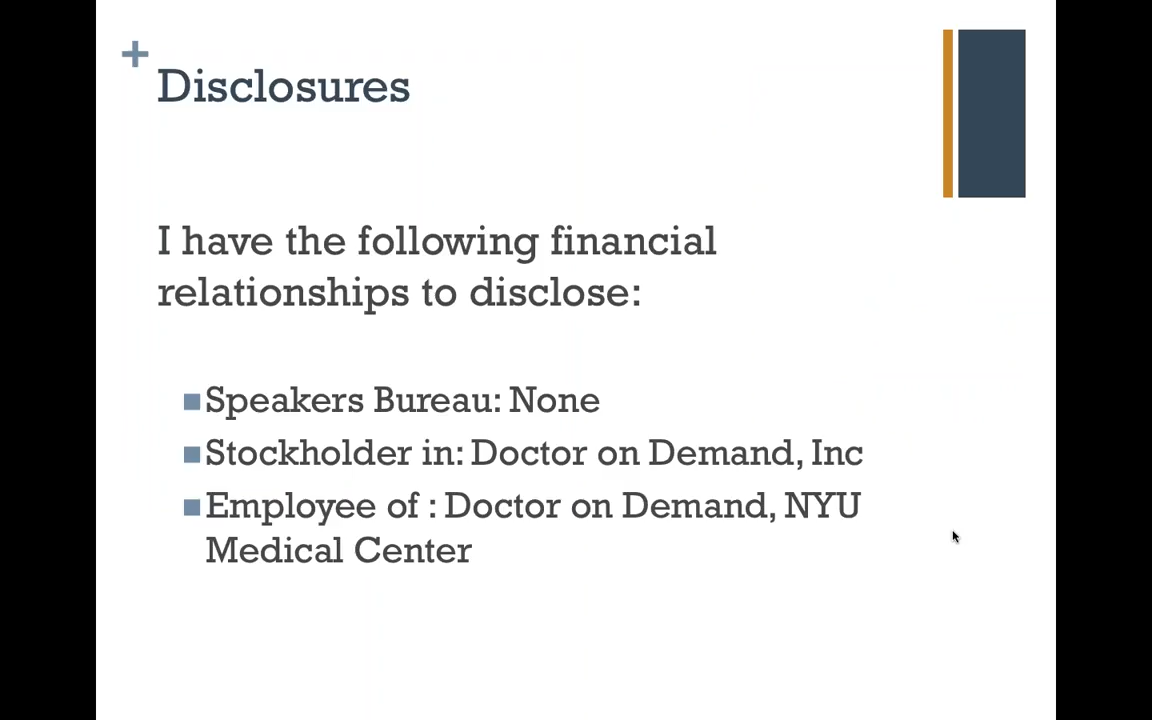 +
Disclosures
I have the following financial
relationships to disclose:
Speakers Bureau: None
Stockholder in: Doctor on Demand, Inc
Employee of : Doctor on Demand, NYU
Medical Center